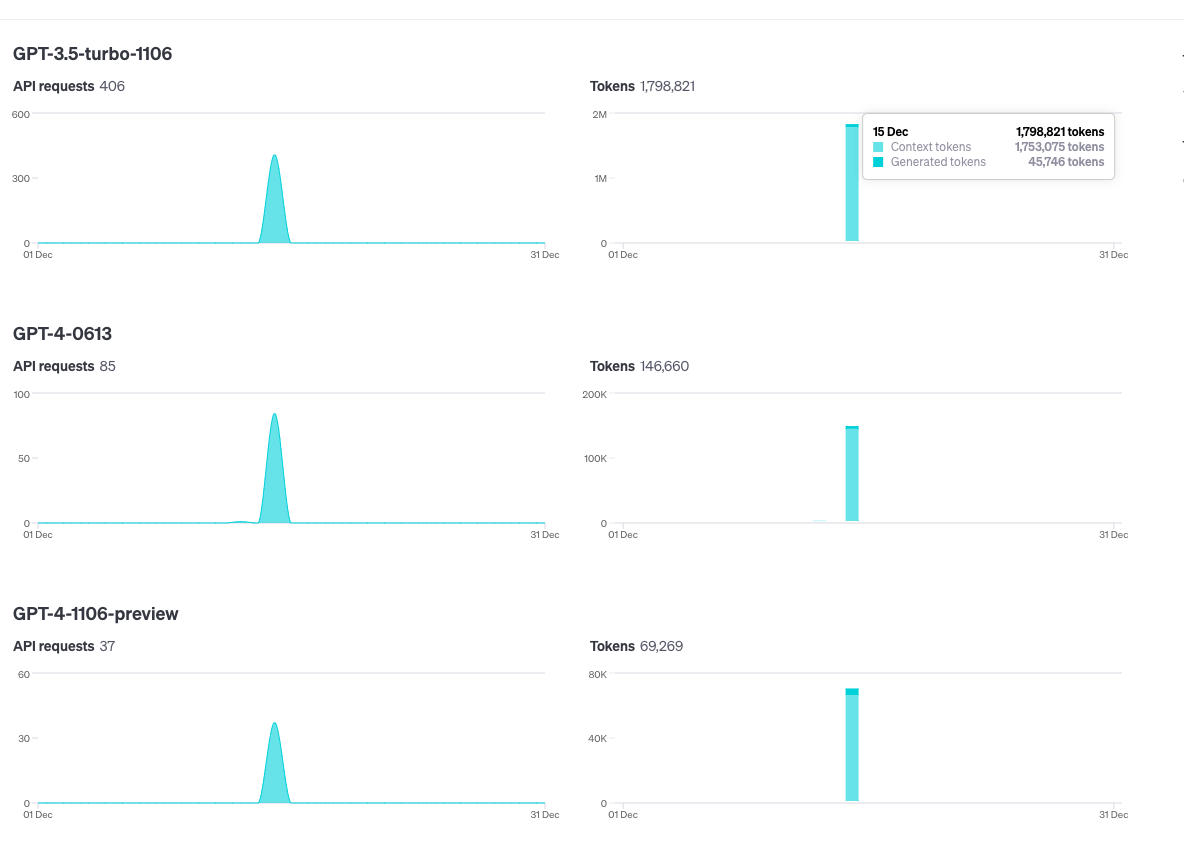 GPT-3.5-turbo-1106
API requests 406
600
300
0
01 Dec
31 Dec
Tokens 1,798,821
2M
1M
0
01 Dec
31 Dec
15 Dec 1,798,821 tokens
Context tokens 1,753,075 tokens
Generated tokens 45,746 tokens
GPT-4-0613
API requests 85
100
50
0
01 Dec
31 Dec
Tokens 146,660
200K
100K
0
01 Dec
31 Dec
GPT-4-1106-preview
API requests 37
60
30
0
01 Dec
31 Dec
Tokens 69,269
80K
40K
0
01 Dec
31 Dec